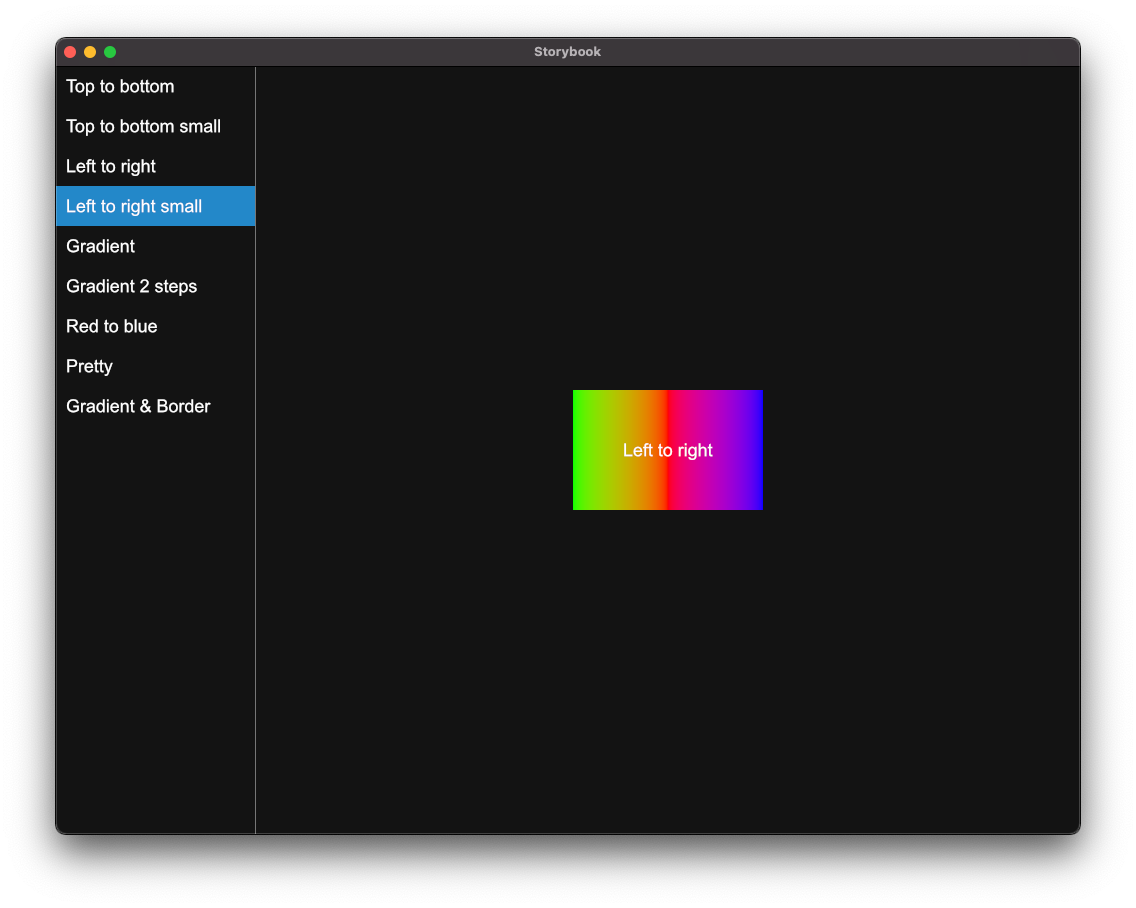 Storybook
Top to bottom
Top to bottom small
Left to right
Left to right small
Gradient
Gradient 2 steps
Red to blue
Pretty
Gradient & Border
Left to right